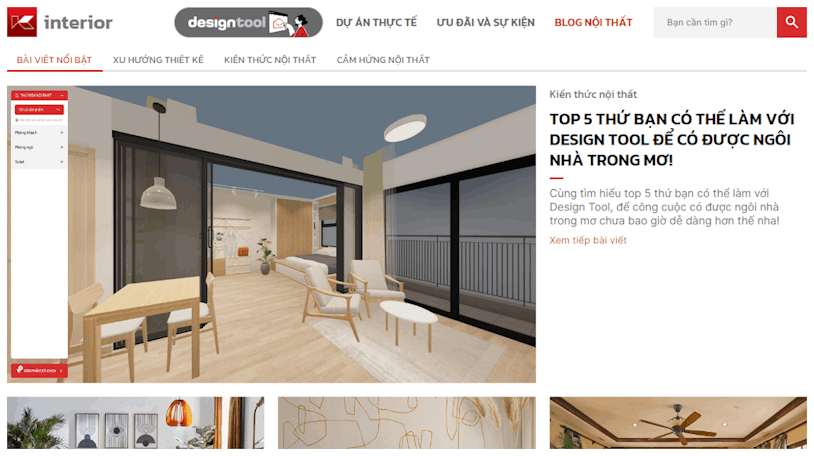 interior
designtool
DỰ ÁN THỰC TẾ
ƯU ĐÃI VÀ SỰ KIỆN
BLOG NỘI THẤT
Bạn cần tìm gì?
BÀI VIẾT NỔI BẬT
XU HƯỚNG THIẾT KẾ
KIẾN THỨC NỘI THẤT
CẢM HỨNG NỘI THẤT
Kiến thức nội thất
TOP 5 THỨ BẠN CÓ THỂ LÀM VỚI
DESIGN TOOL ĐỂ CÓ ĐƯỢC NGÔI
NHÀ TRONG MƠ!
Cùng tìm hiểu top 5 thứ bạn có thể làm với
Design Tool, để công cuộc có được ngôi nhà
trong mơ chưa bao giờ dễ dàng hơn thế nha!
Xem tiếp bài viết
Phòng khách
Phòng ngủ
Toilet